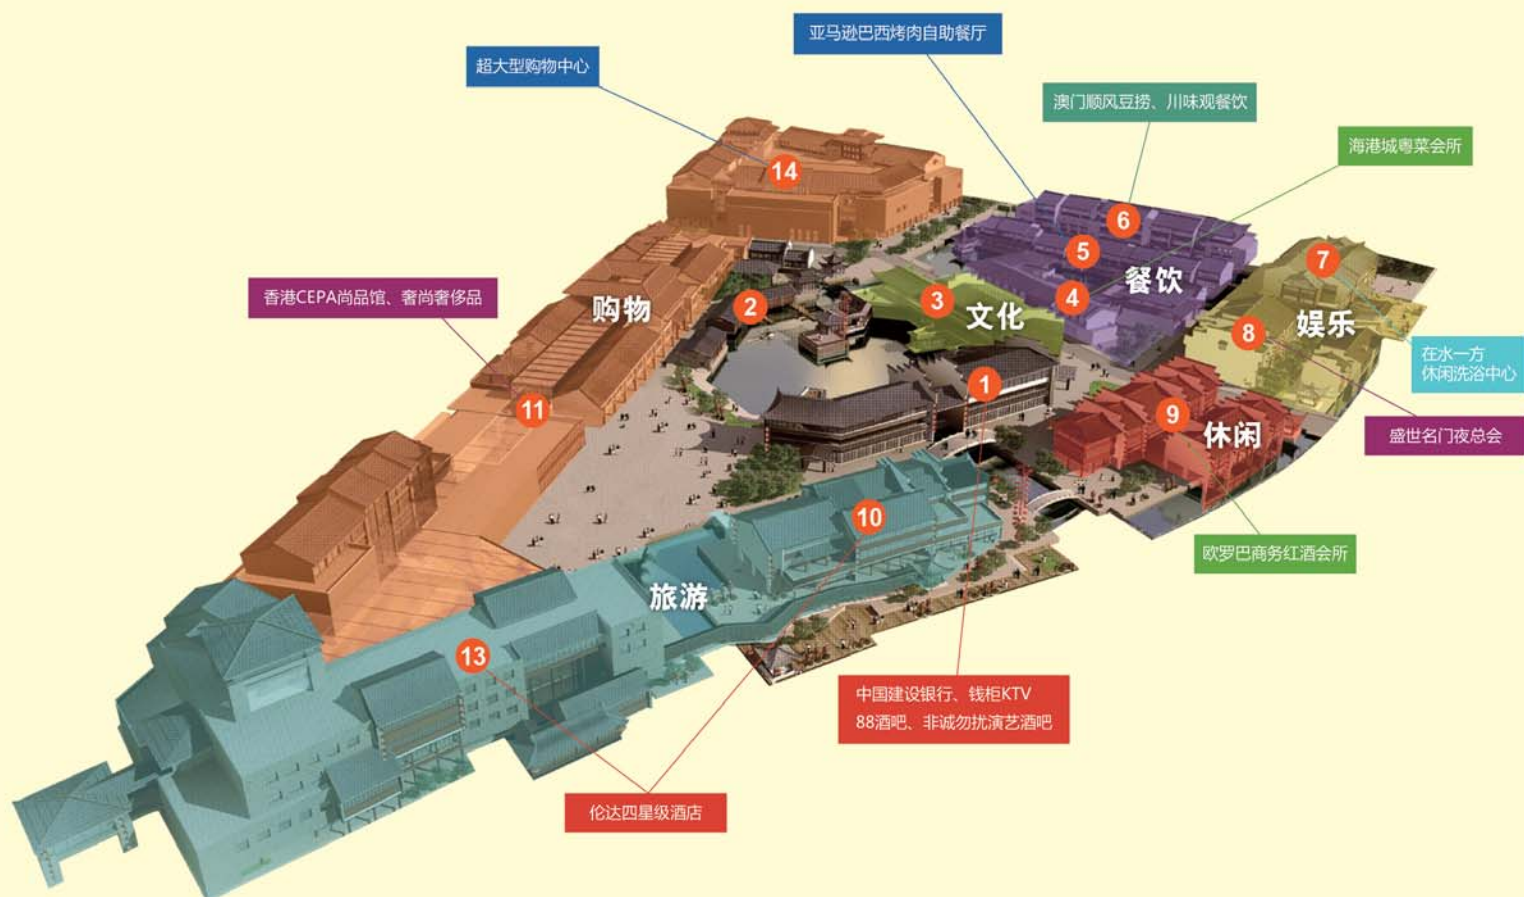 亚马逊巴西烤肉自助餐厅
超大型购物中心
澳门顺风豆捞、川味观餐饮
海港城粤菜会所
14
6
5
7
餐饮
香港CEPA尚品馆、奢尚奢侈品
购物
2
3
4
文化
8
娱乐
在水一方
休闲洗浴中心
1
11
9
休闲
盛世名门夜总会
10
欧罗巴商务红酒会所
旅游
13
中国建设银行、钱柜KTV
88酒吧、非诚勿扰演艺酒吧
伦达四星级酒店